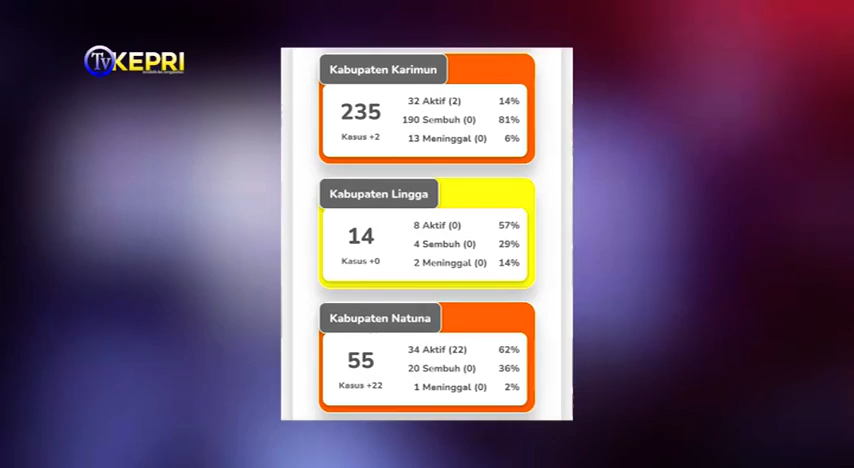 Tv KEPRI
Kabupaten Karimun
235
Kasus +2
32 Aktif (2) 14%
190 Sembuh (0) 81%
13 Meninggal (0) 6%
Kabupaten Lingga
14
Kasus +0
8 Aktif (0) 57%
4 Sembuh (0) 29%
2 Meninggal (0) 14%
Kabupaten Natuna
55
Kasus +22
34 Aktif (22) 62%
20 Sembuh (0) 36%
1 Meninggal (0) 2%